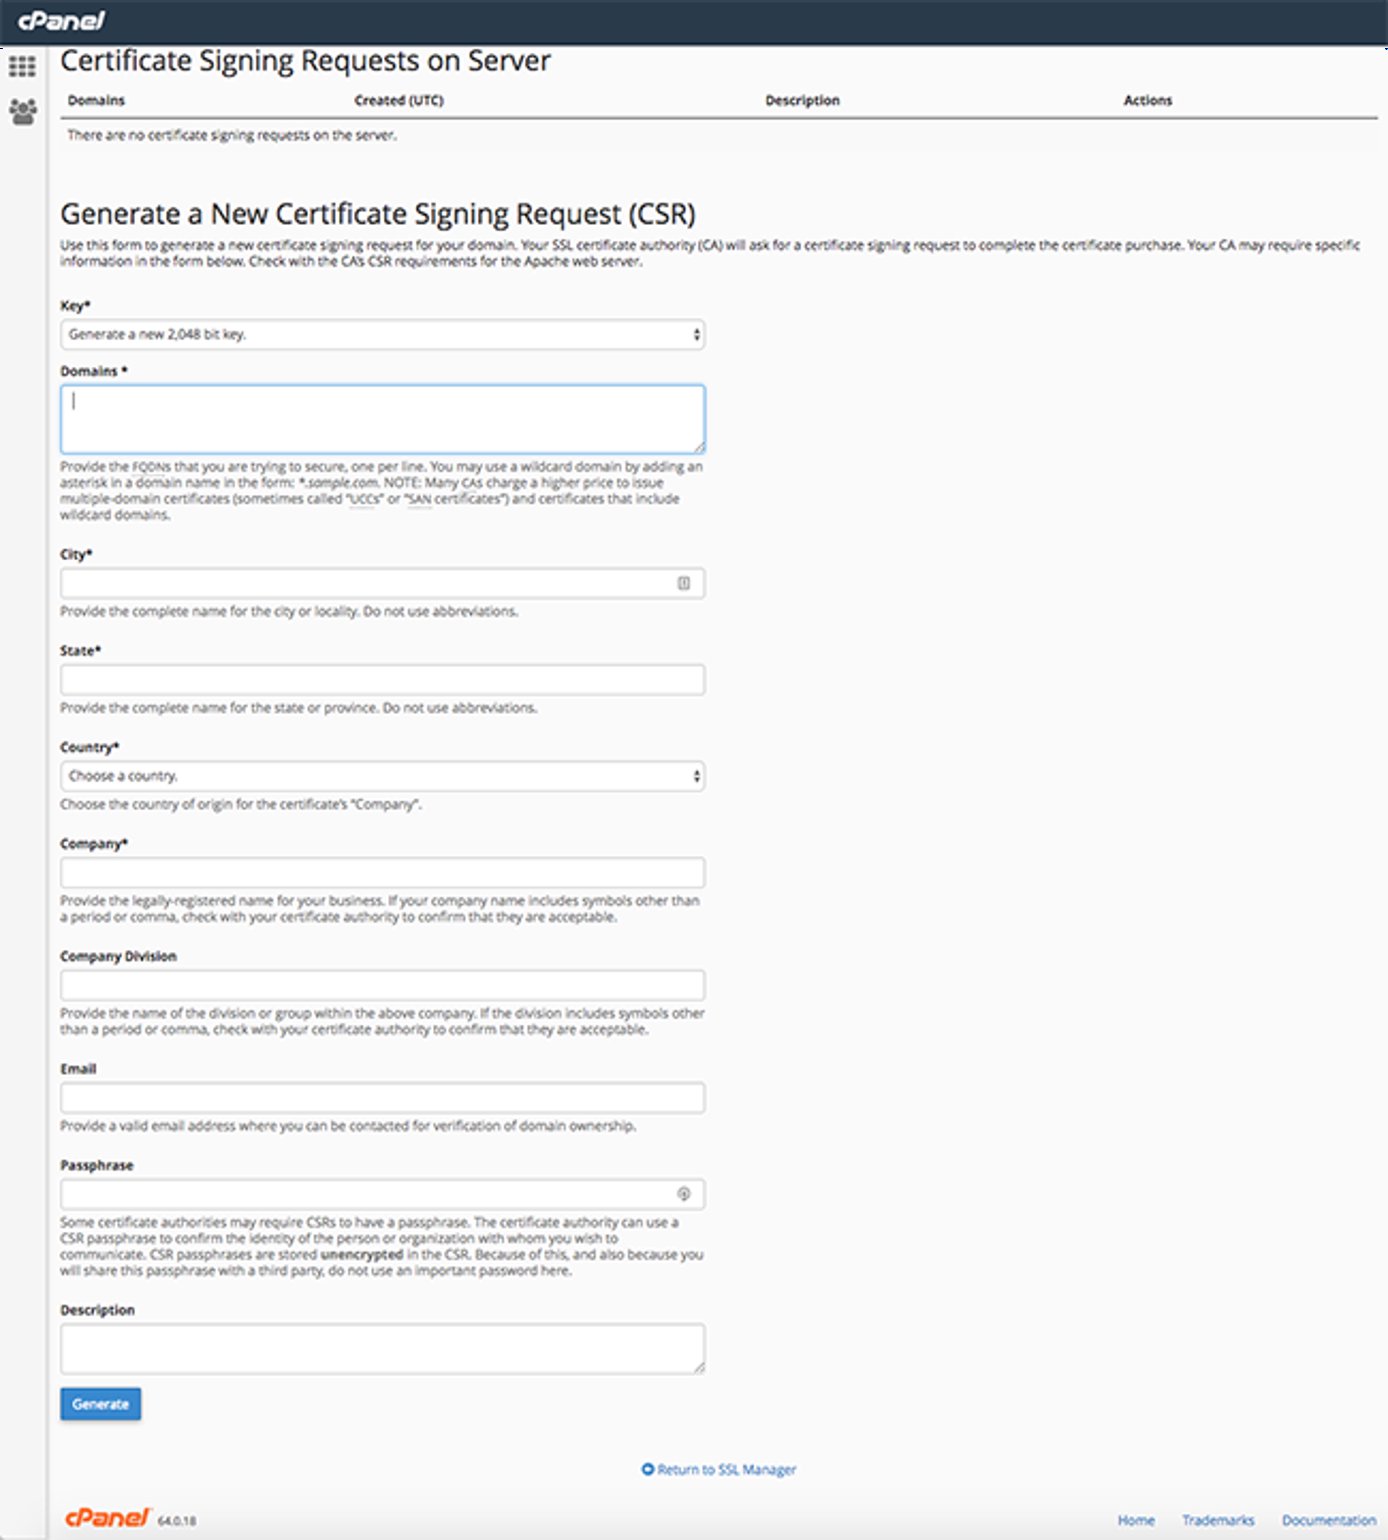 cPanel
Certificate Signing Requests on Server
Domains Created (UTC) Description Actions
There are no certificate signing requests on the server.
Generate a New Certificate Signing Request (CSR)
Use this form to generate a new certificate signing request for your domain. Your SSL certificate authority (CA) will ask for a certificate signing request to complete the certificate purchase. Your CA may require specific
information in the form below. Check with the CA's CSR requirements for the Apache web server.
Key*
Generate a new 2,048 bit key.
Domains *
Provide the FQDNs that you are trying to secure, one per line. You may use a wildcard domain by adding an
asterisk in a domain name in the form: *.sample.com. NOTE: Many CAs charge a higher price to issue
multiple-domain certificates (sometimes called "UCCs" or "SAN certificates") and certificates that include
wildcard domains.
City*
Provide the complete name for the city or locality. Do not use abbreviations.
State*
Provide the complete name for the state or province. Do not use abbreviations.
Country*
Choose a country.
Choose the country of origin for the certificate's "Company".
Company*
Provide the legally-registered name for your business. If your company name includes symbols other than
a period or comma, check with your certificate authority to confirm that they are acceptable.
Company Division
Provide the name of the division or group within the above company. If the division includes symbols other
than a period or comma, check with your certificate authority to confirm that they are acceptable.
Email
Provide a valid email address where you can be contacted for verification of domain ownership.
Passphrase
Some certificate authorities may require CSRs to have a passphrase. The certificate authority can use a
CSR passphrase to confirm the identity of the person or organization with whom you wish to
communicate. CSR passphrases are stored unencrypted in the CSR. Because of this, and also because you
will share this passphrase with a third party, do not use an important password here.
Description
Generate
Return to SSL Manager
cPanel 64.0.18 Home Trademarks Documentation